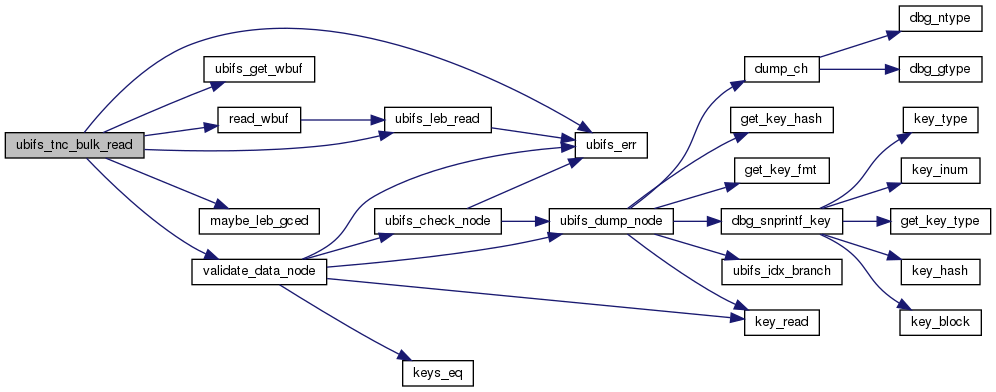 dbg_ntype
ubifs_get_wbuf
dump_ch
dbg_gtype
read_wbuf
ubifs_leb_read
get_key_hash
key_type
ubifs_tnc_bulk_read
ubifs_err
get_key_fmt
key_inum
maybe_leb_gced
ubifs_check_node
ubifs_dump_node
dbg_snprintf_key
get_key_type
validate_data_node
ubifs_idx_branch
key_hash
key_read
key_block
keys_eq